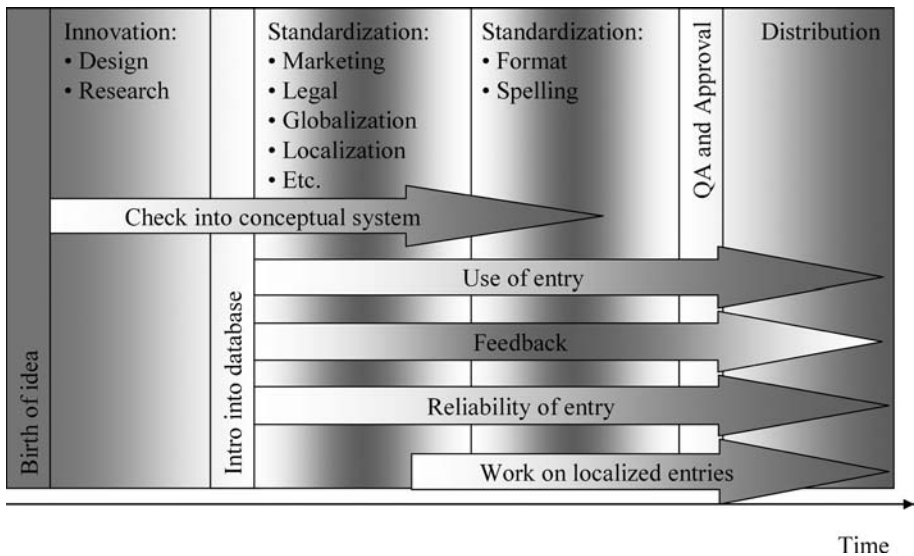 Innovation:
• Design
• Research
Standardization:
• Marketing
• Legal
• Globalization
• Localization
• Etc.
Standardization:
• Format
• Spelling
QA and Approval
Distribution
Check into conceptual system
Use of entry
Feedback
Reliability of entry
Work on localized entries
Birth of idea
Intro into database
Time